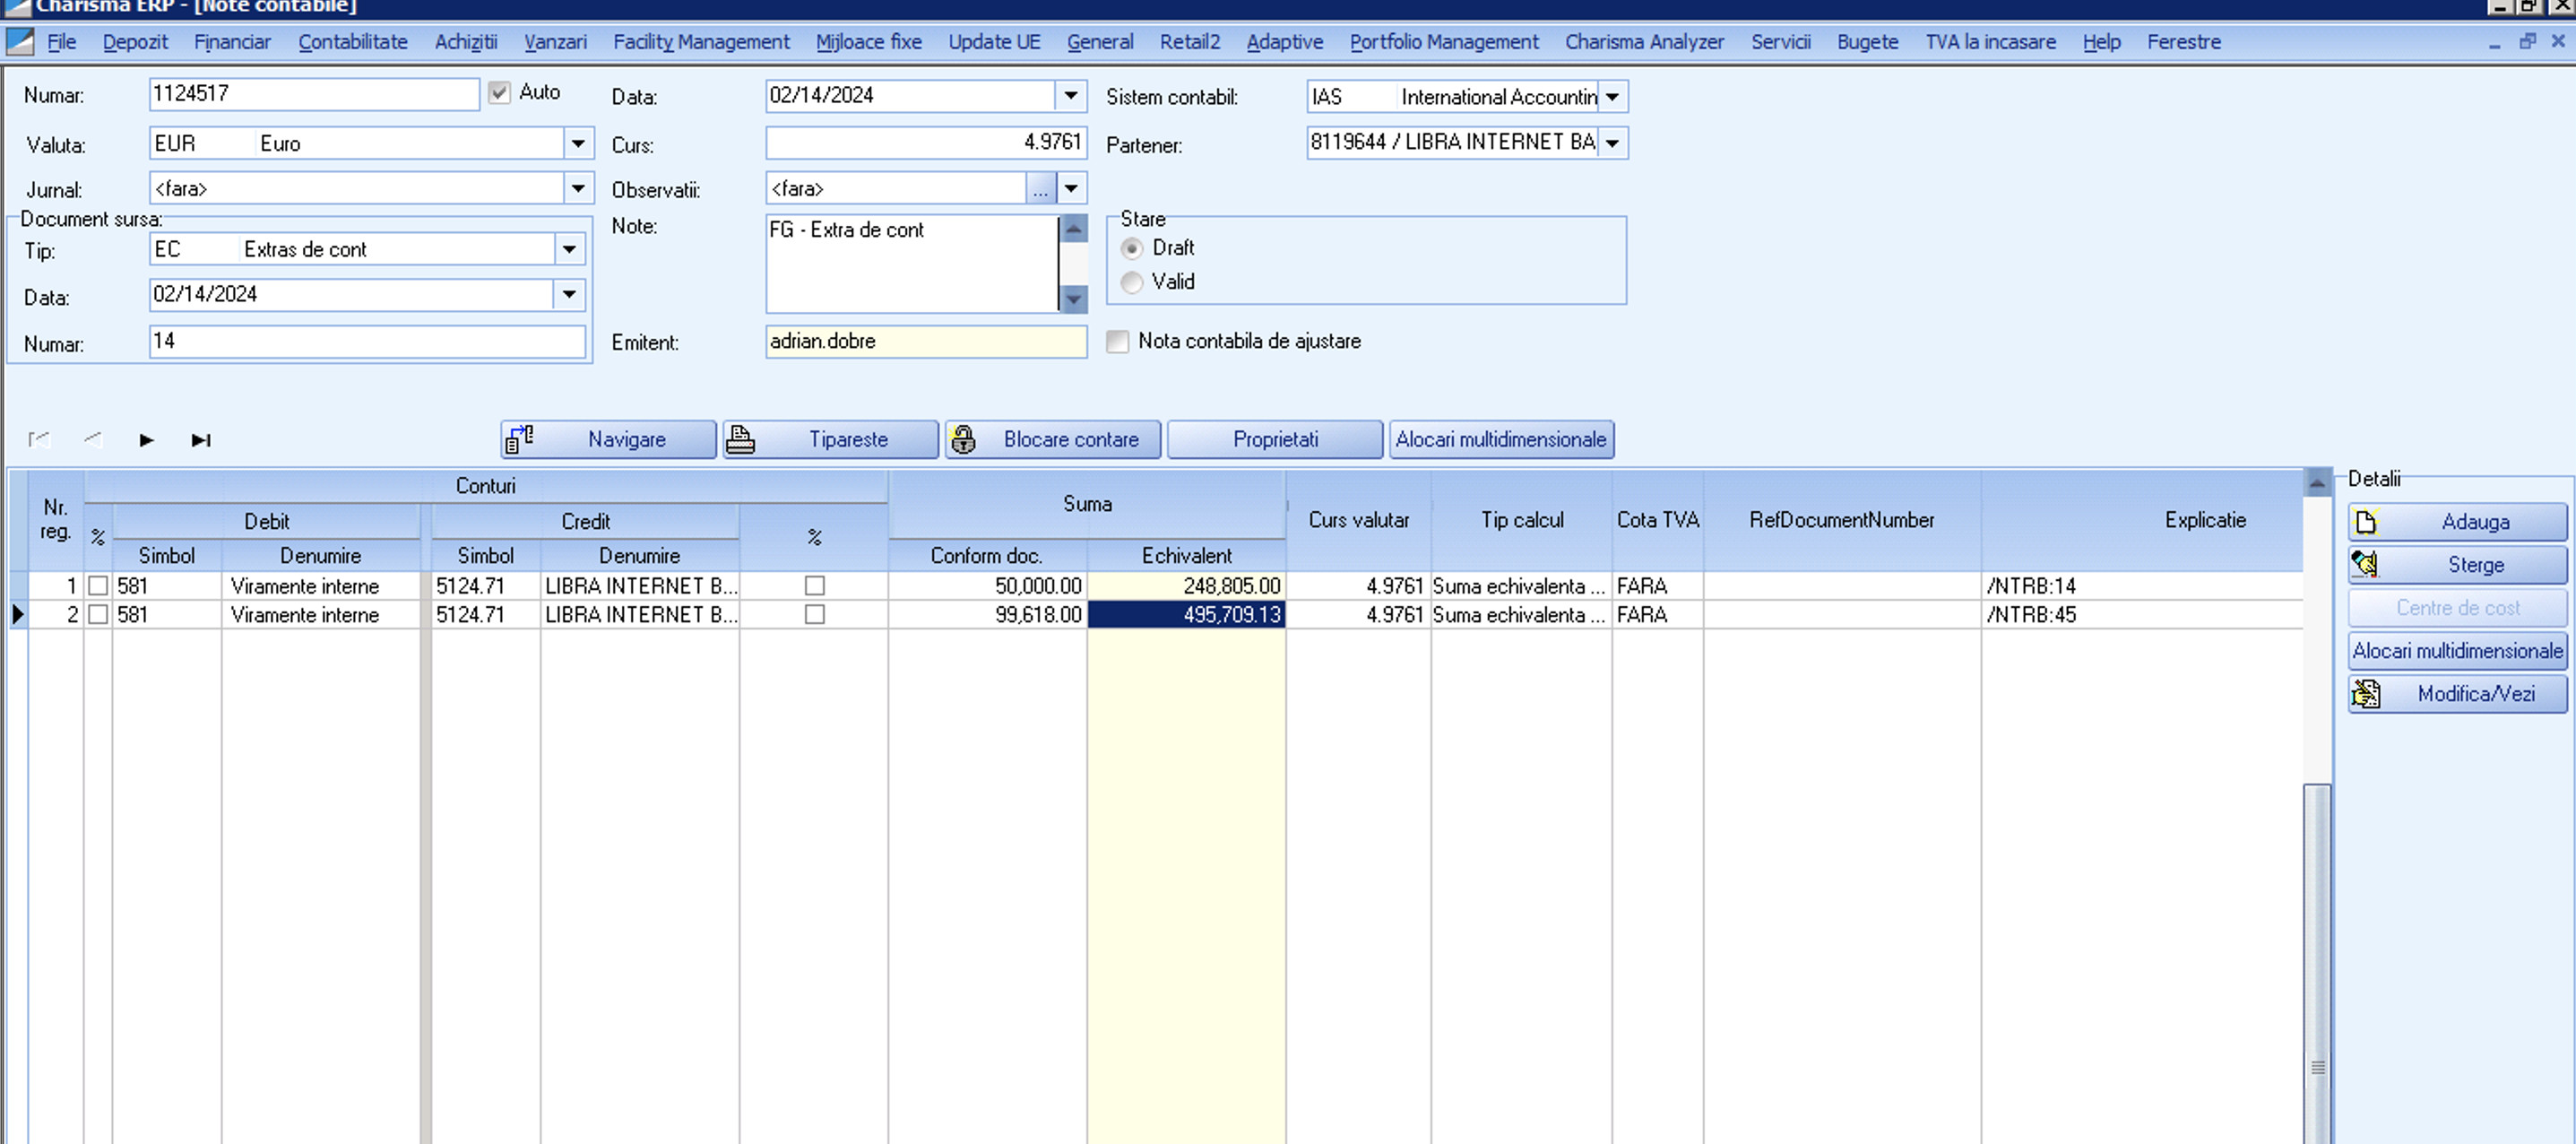 Charisma ERP - [Note contabile]
File Depozit Financiar Contabilitate Achizitii Vanzari Facility Management Mijloace fixe Update UE General Retail2 Adaptive Portfolio Management Charisma Analyzer Servicii Bugete TVA la incasare Help Ferestre
Numar: 1124517 Auto Data: 02/14/2024 Sistem contabil: IAS International Accountin
Valuta: EUR Euro Curs: 4.9761 Partener: 8119644 / LIBRA INTERNET BA
Jurnal: <fara> Observatii: <fara> ...
Document sursa: Note: FG - Extra de cont Stare
Tip: EC Extras de cont Draft
Data: 02/14/2024 Valid
Numar: 14 Emitent: adrian.dobre Nota contabila de ajustare
Navigare Tipareste Blocare contare Proprietati Alocari multidimensionale
Nr. reg. % Conturi Suma Curs valutar Tip calcul Cota TVA RefDocumentNumber Explicatie
Debit Credit %
Simbol Denumire Simbol Denumire Conform doc. Echivalent
1 581 Viramente interne 5124.71 LIBRA INTERNET B... 50,000.00 248,805.00 4.9761 Suma echivalenta ... FARA /NTRB:14
2 581 Viramente interne 5124.71 LIBRA INTERNET B... 99,618.00 495,709.13 4.9761 Suma echivalenta ... FARA /NTRB:45
Detalii
Adauga
Sterge
Centre de cost
Alocari multidimensionale
Modifica/Vezi